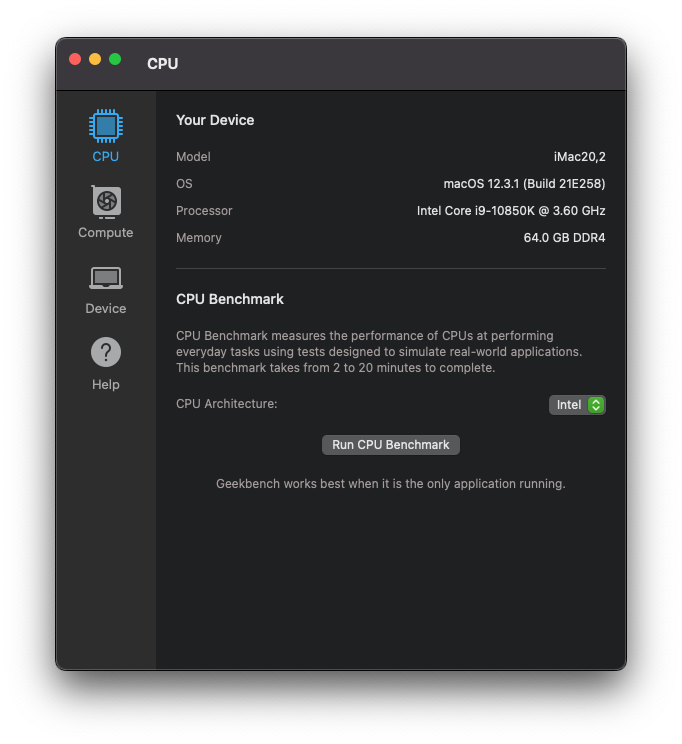 CPU
CPU
Compute
Device
Help
Your Device
Model iMac20,2
OS macOS 12.3.1 (Build 21E258)
Processor Intel Core i9-10850K @ 3.60 GHz
Memory 64.0 GB DDR4
CPU Benchmark
CPU Benchmark measures the performance of CPUs at performing
everyday tasks using tests designed to simulate real-world applications.
This benchmark takes from 2 to 20 minutes to complete.
CPU Architecture: Intel
Run CPU Benchmark
Geekbench works best when it is the only application running.